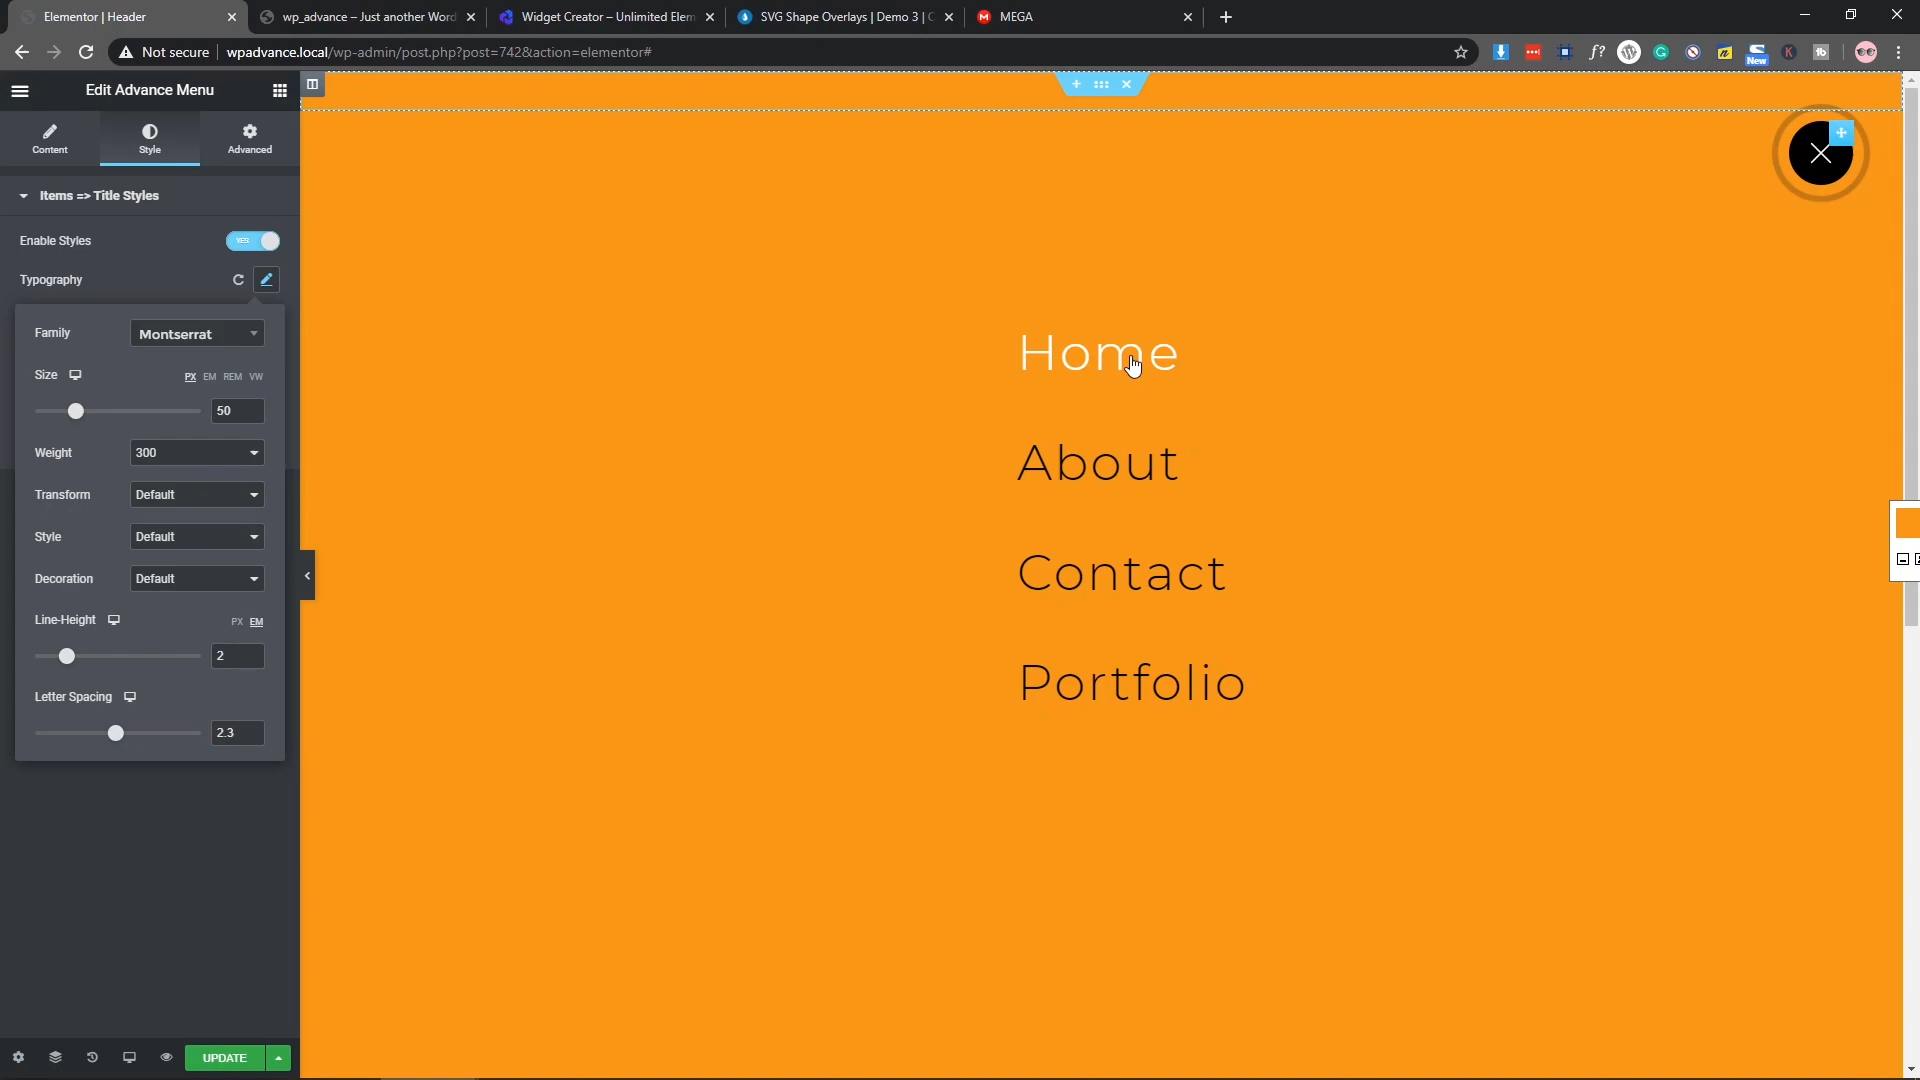 Elementor | Header
wp_advance – Just another Word
Widget Creator – Unlimited Elem
SVG Shape Overlays | Demo 3 | C
MEGA
Not secure
wpadvance.local/wp-admin/post.php?post=742&action=elementor#
New
Edit Advance Menu
Content
Style
Advanced
Items => Title Styles
Enable Styles
YES
Typography
Family
Montserrat
Size
PX EM REM VW
50
Weight
300
Transform
Default
Style
Default
Decoration
Default
Line-Height
PX EM
2
Letter Spacing
2.3
UPDATE
Home
About
Contact
Portfolio